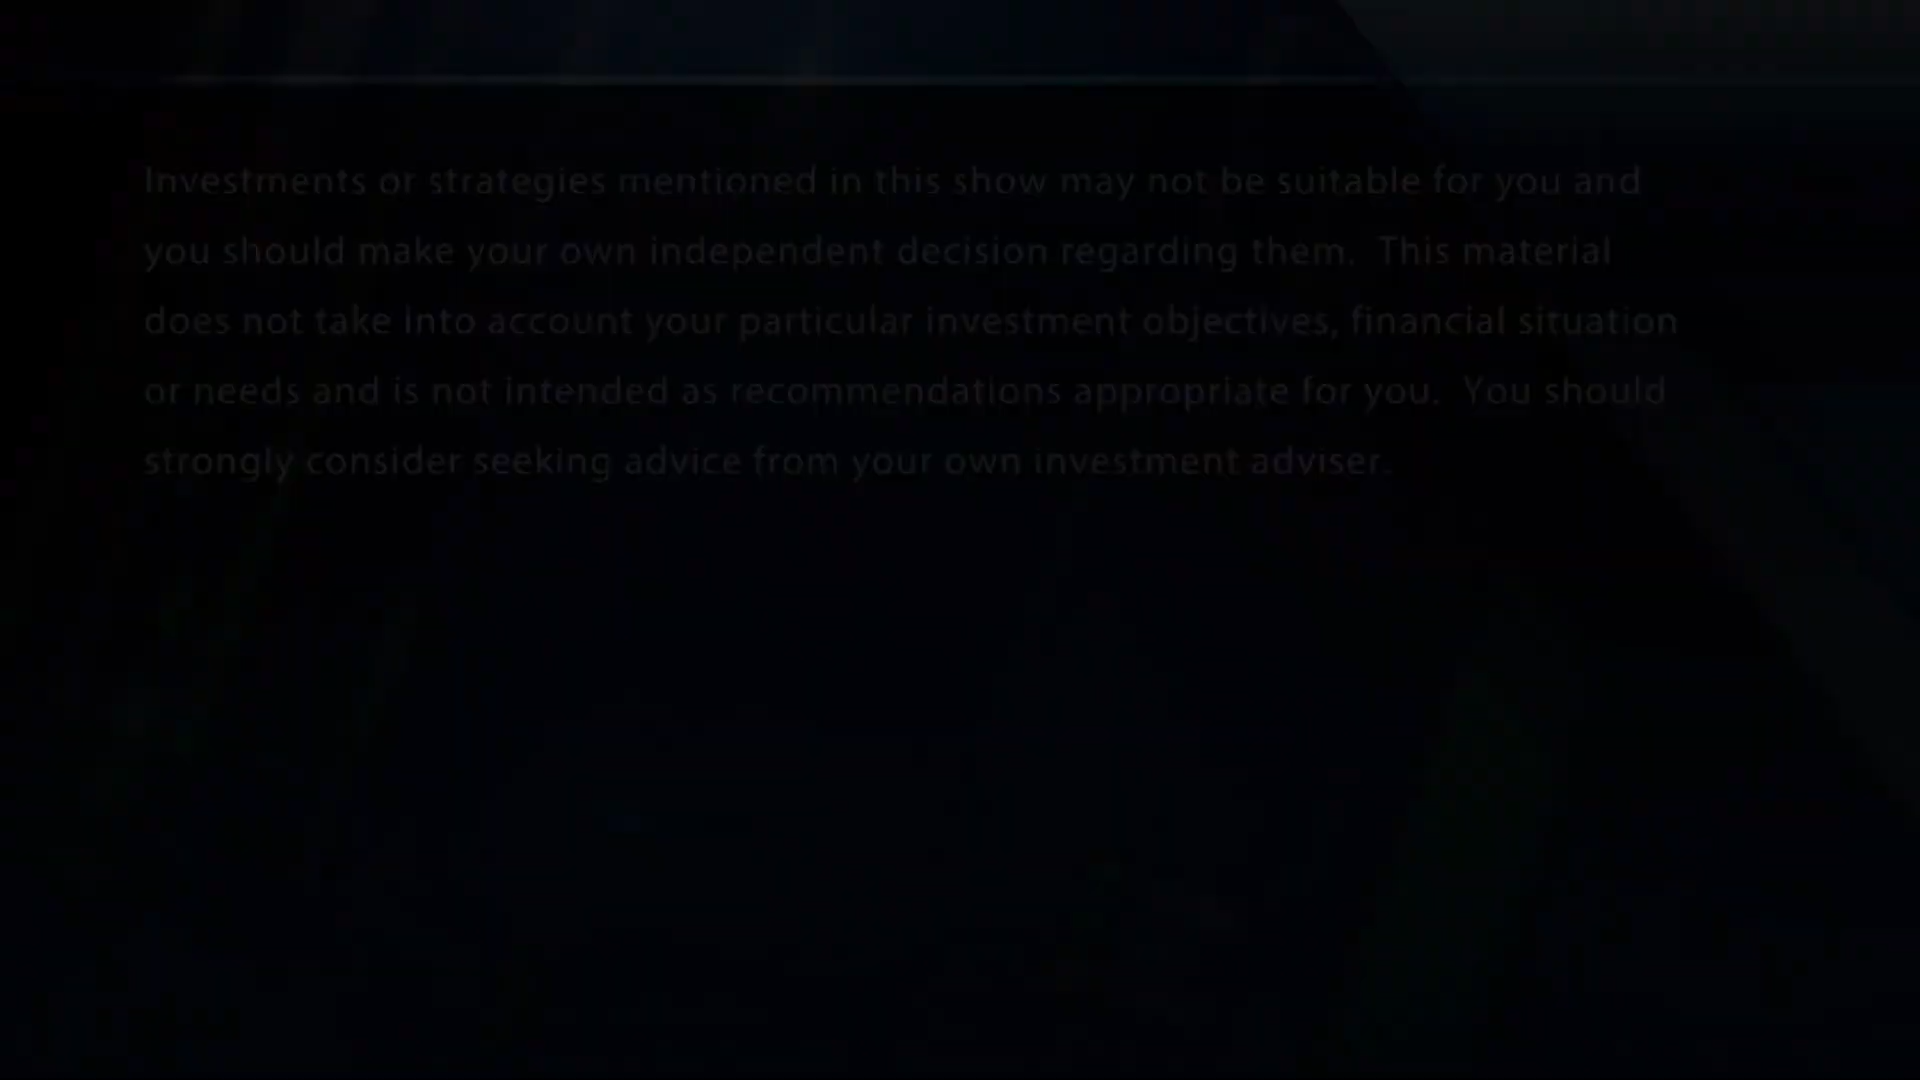 Investments or strategies mentioned in this show may not be suitable for you and
you should make your own independent decision regarding them.  This material
does not take into account your particular investment objectives, financial situation
or needs and is not intended as recommendations appropriate for you.  You should
strongly consider seeking advice from your own investment adviser.